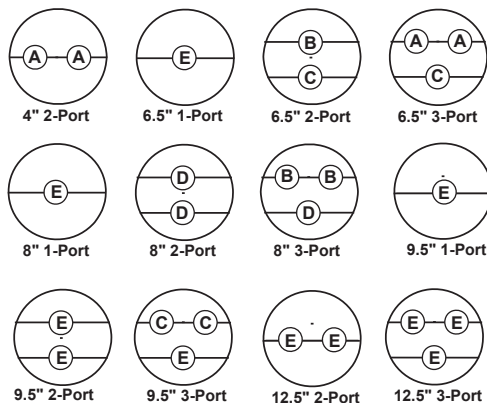 A A
E
B
C
A A
C
4" 2-Port 6.5" 1-Port 6.5" 2-Port 6.5" 3-Port
E
D
D
B B
D
E
8" 1-Port 8" 2-Port 8" 3-Port 9.5" 1-Port
E
E
C C
E
E E
E E
E
9.5" 2-Port 9.5" 3-Port 12.5" 2-Port 12.5" 3-Port